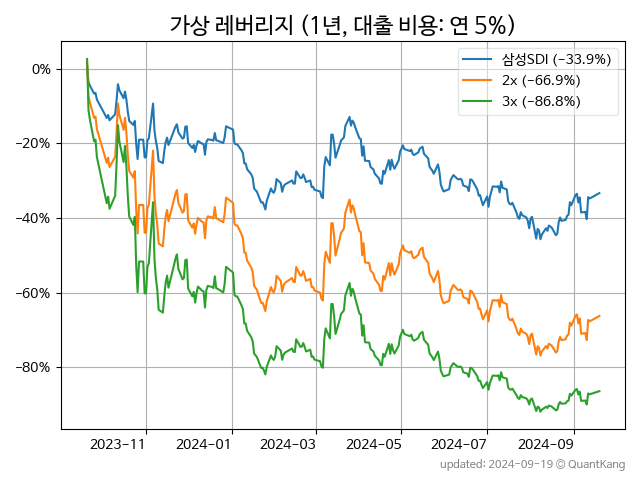 가상 레버리지 (1년, 대출 비용: 연 5%)
삼성SDI (−33.9%)
2x (−66.9%)
3x (−86.8%)
0%
−20%
−40%
−60%
−80%
2023-11 2024-01 2024-03 2024-05 2024-07 2024-09
updated: 2024-09-19 © QuantKang